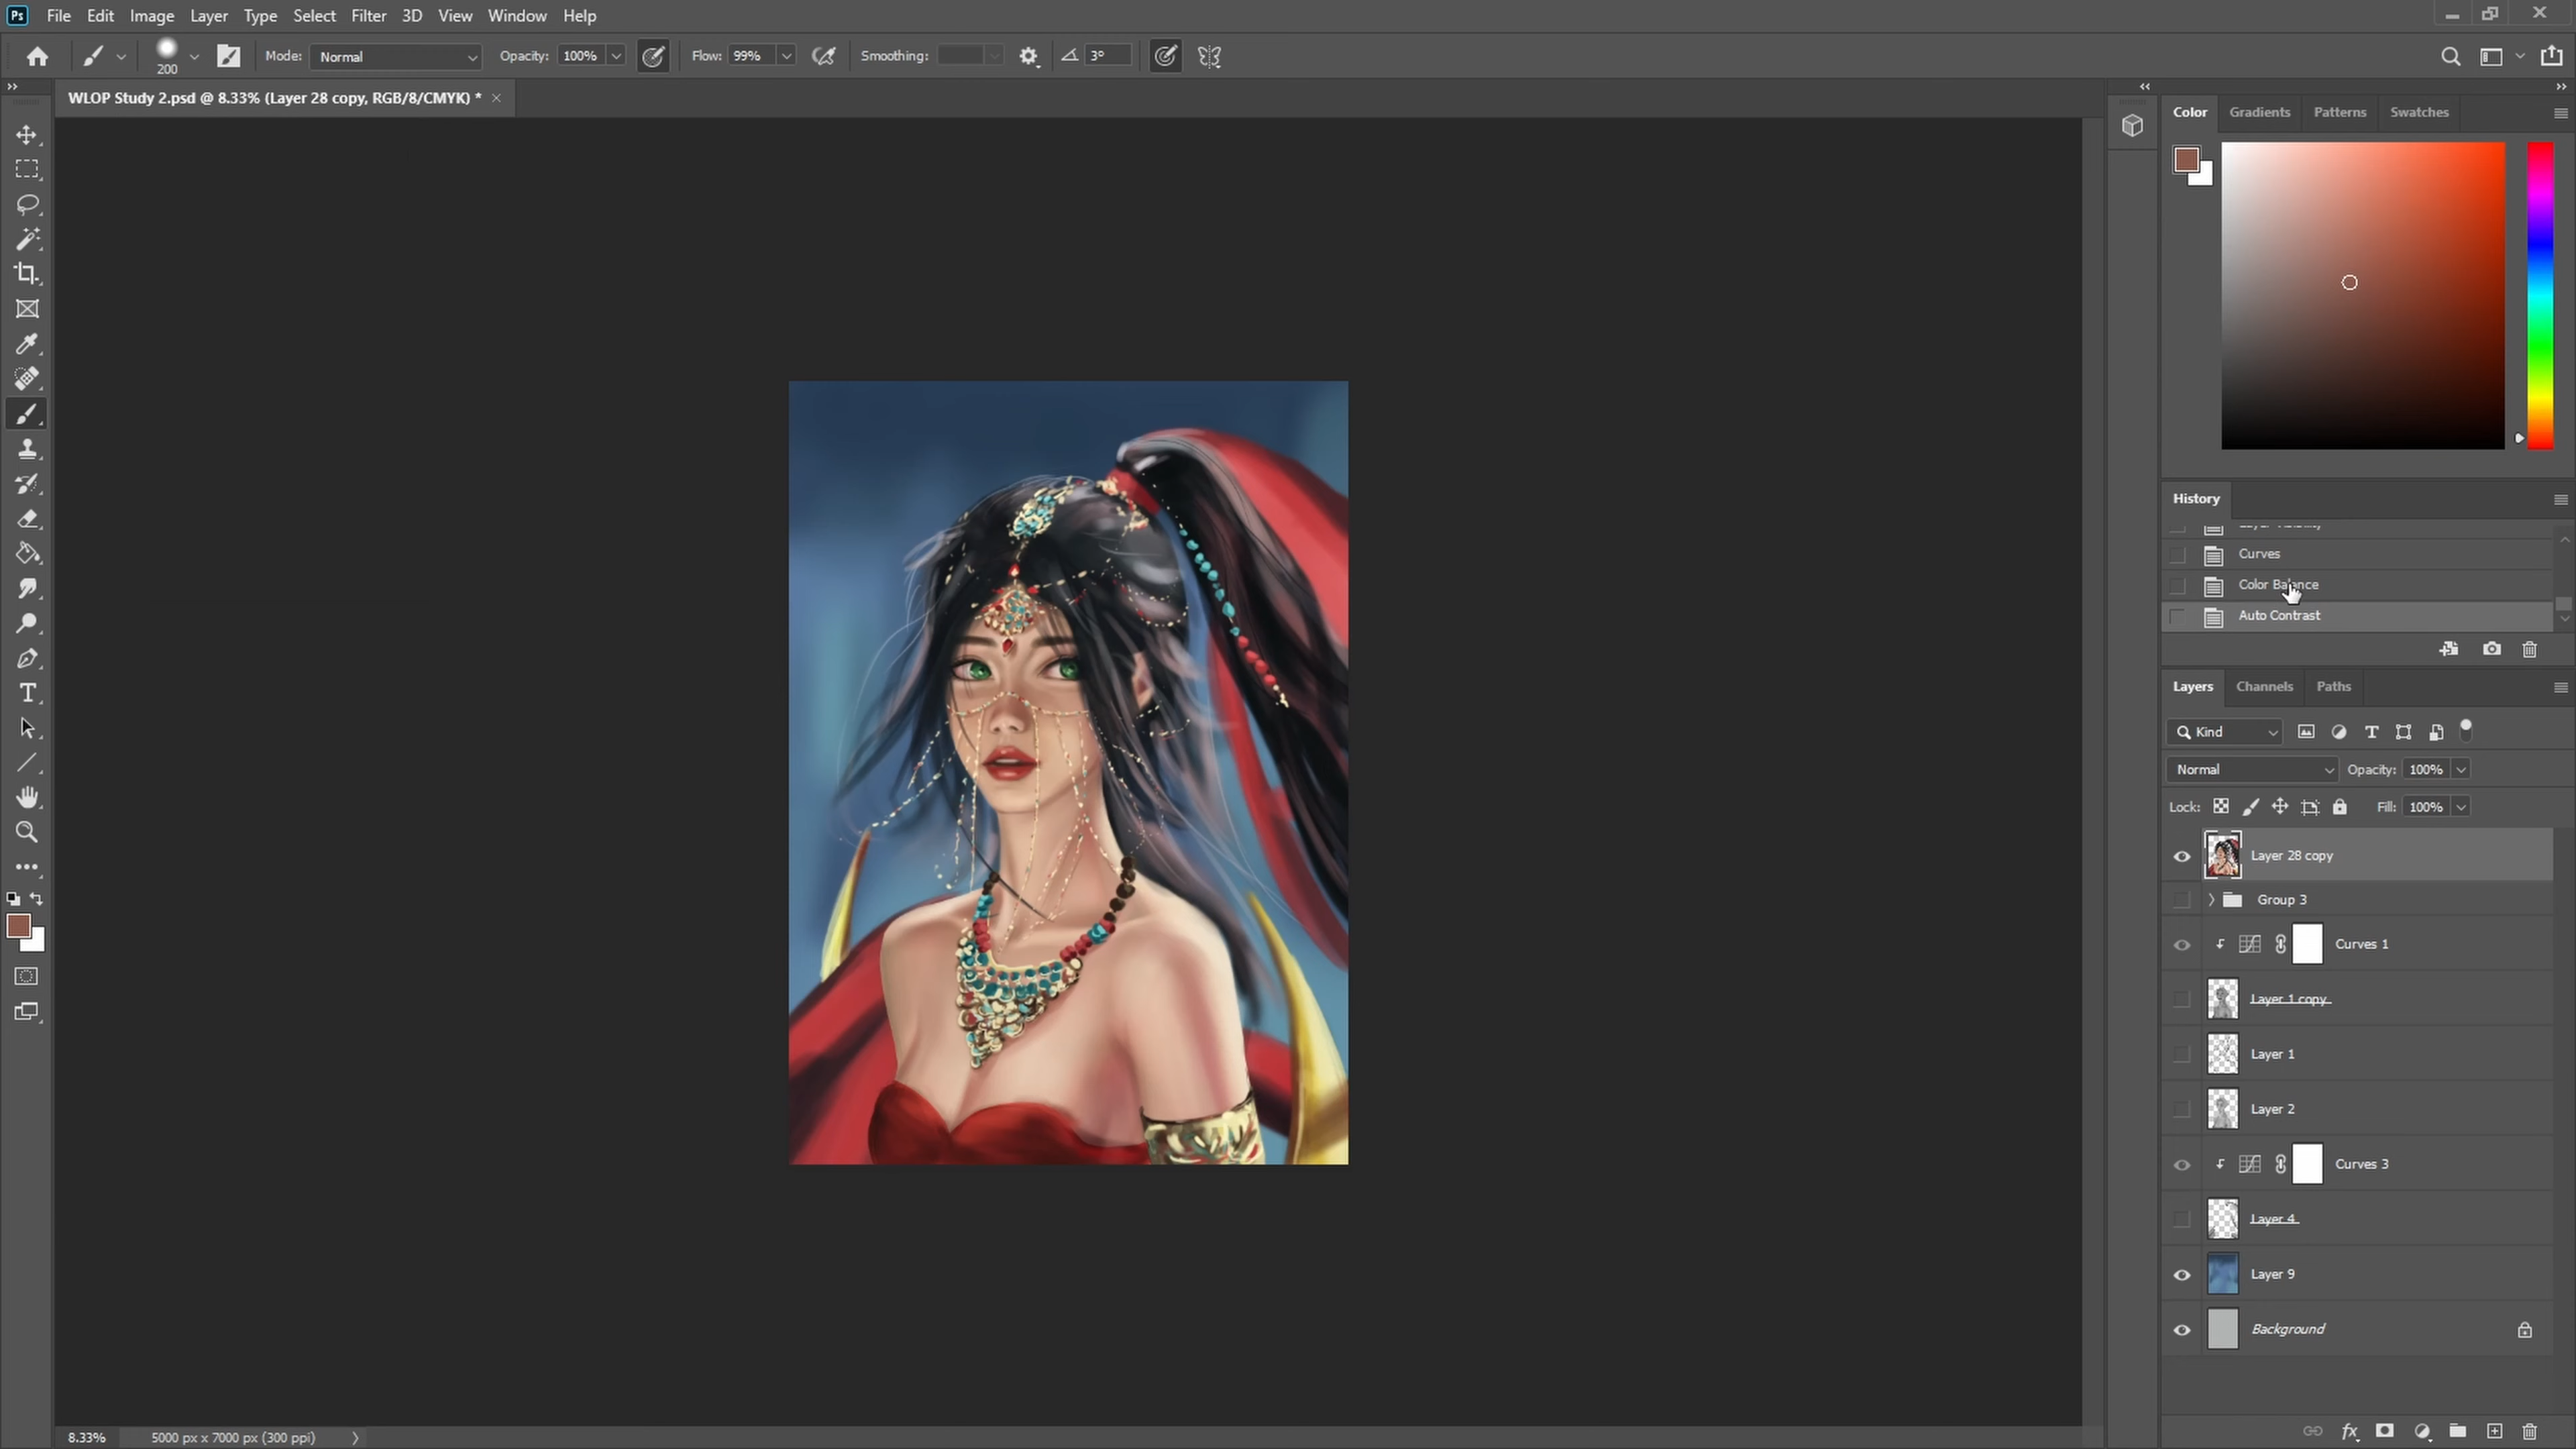 Ps File Edit Image Layer Type Select Filter 3D View Window Help
200 Mode: Normal Opacity: 100% Flow: 99% Smoothing: 3°
WLOP Study 2.psd @ 8.33% (Layer 28 copy, RGB/8/CMYK) *
Color Gradients Patterns Swatches
History
Curves
Color Balance
Auto Contrast
Layers Channels Paths
Kind
Normal Opacity: 100%
Lock: Fill: 100%
Layer 28 copy
Group 3
Curves 1
Layer 1 copy
Layer 1
Layer 2
Curves 3
Layer 4
Layer 9
Background
8.33% 5000 px x 7000 px (300 ppi)
fx